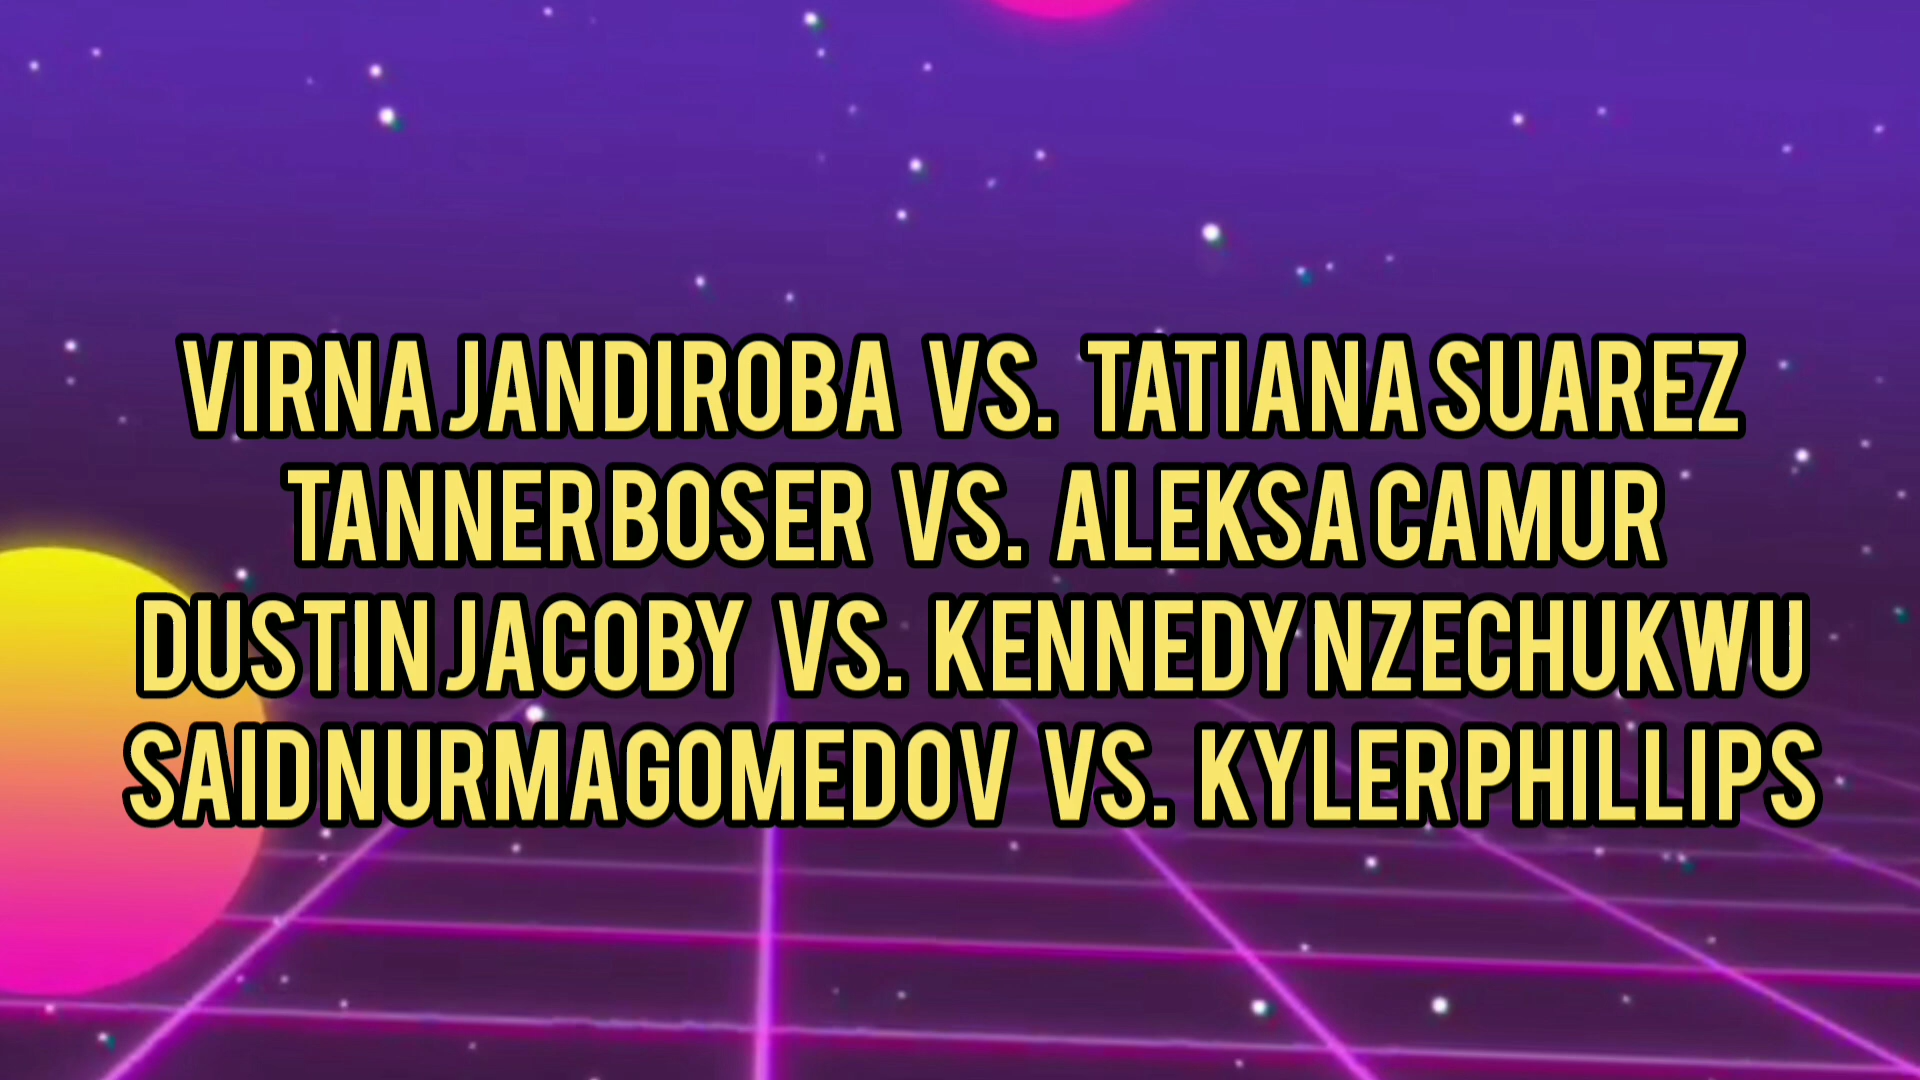 VIRNA JANDIROBA VS. TATIANA SUAREZ
TANNER BOSER VS. ALEKSA CAMUR
DUSTIN JACOBY VS. KENNEDY NZECHUKWU
SAID NURMAGOMEDOV VS. KYLER PHILLIPS